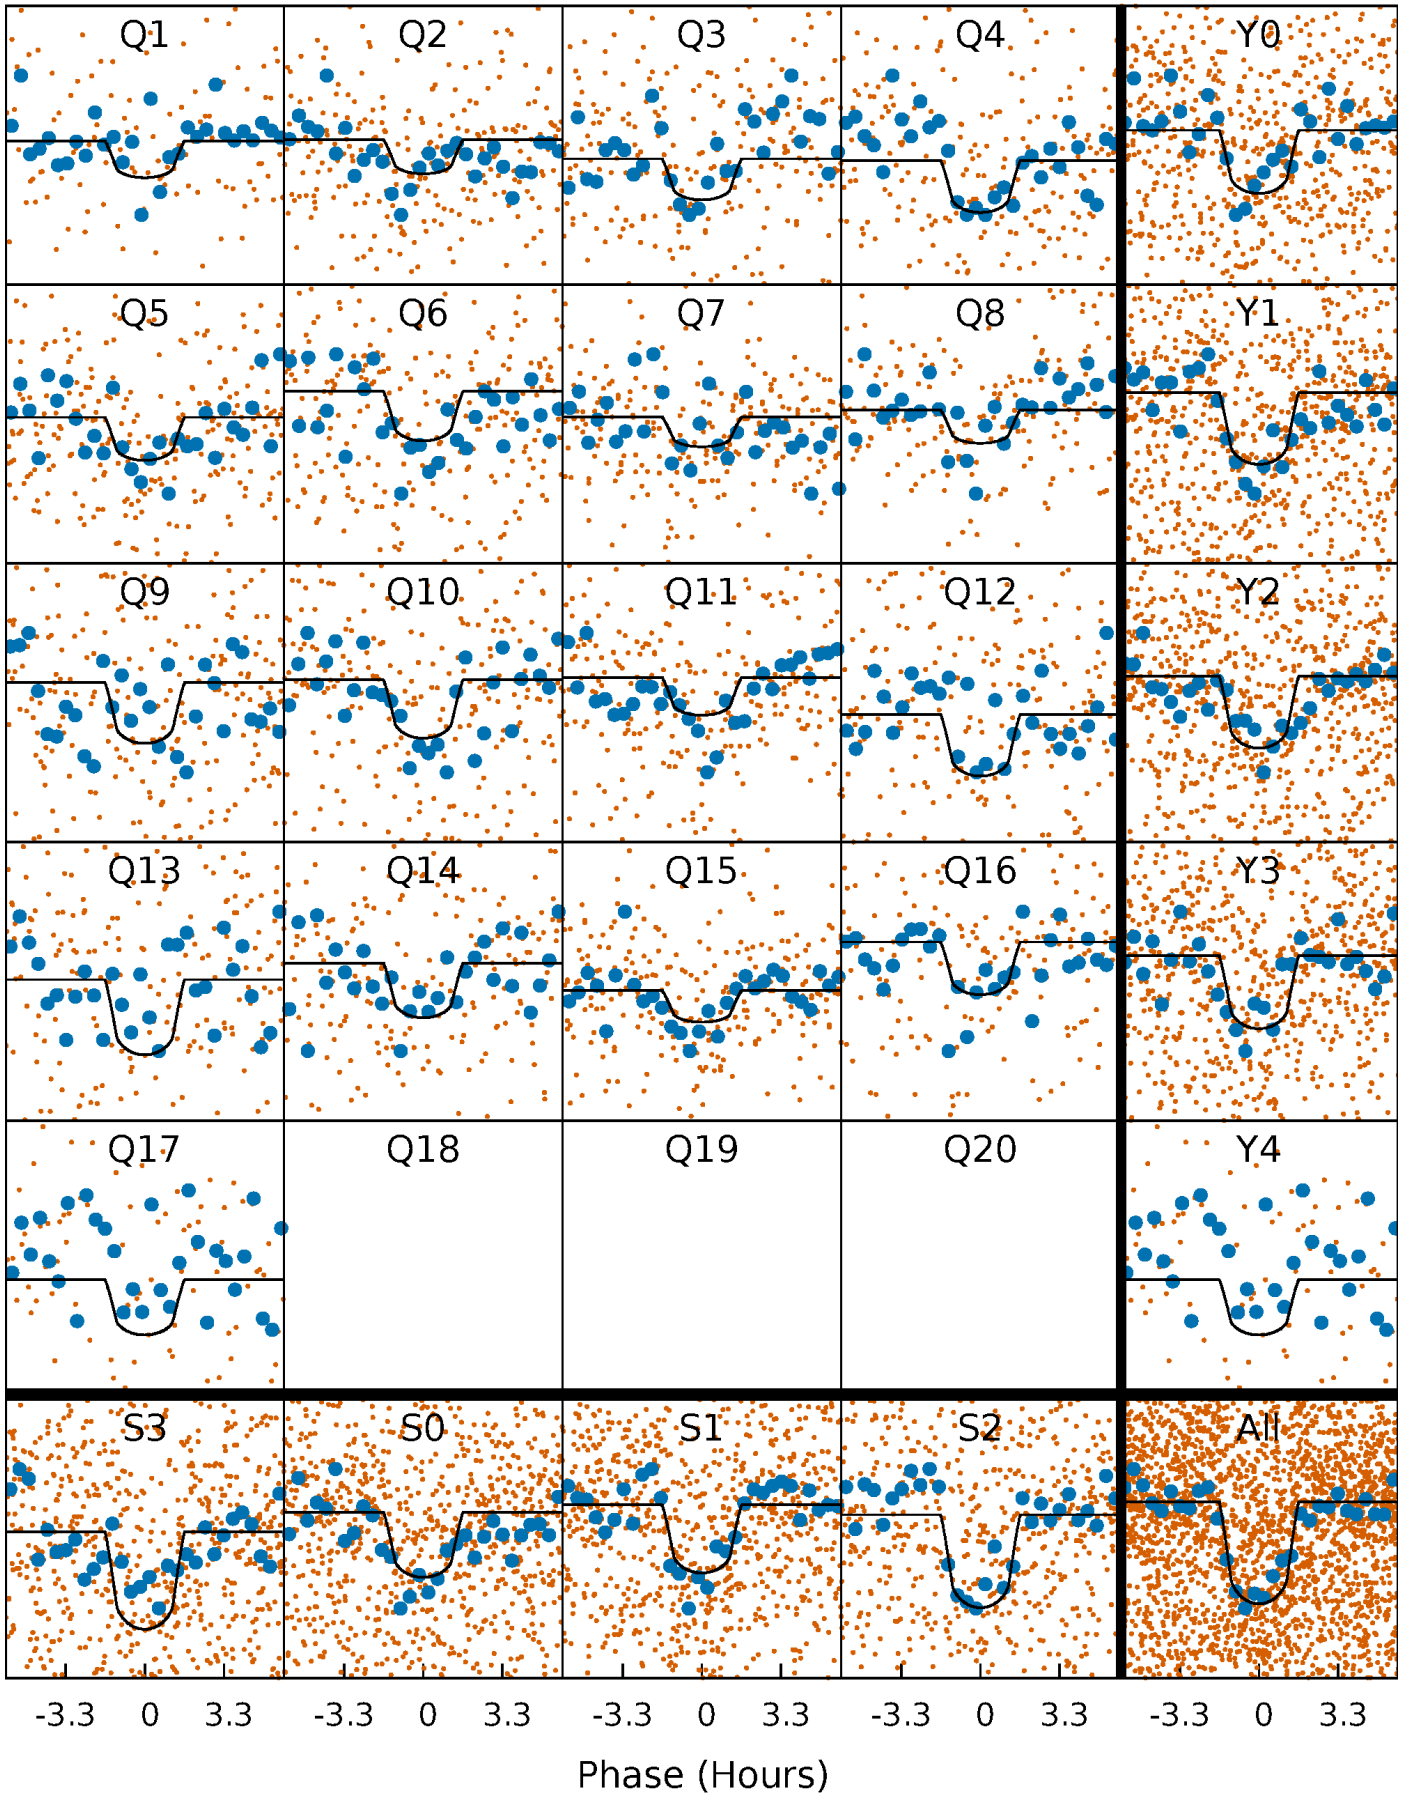 Q1 Q2 Q3 Q4 Y0
Q5 Q6 Q7 Q8 Y1
Q9 Q10 Q11 Q12 Y2
Q13 Q14 Q15 Q16 Y3
Q17 Q18 Q19 Q20 Y4
S3 S0 S1 S2 All
-3.3 0 3.3 -3.3 0 3.3 -3.3 0 3.3 -3.3 0 3.3 -3.3 0 3.3
Phase (Hours)